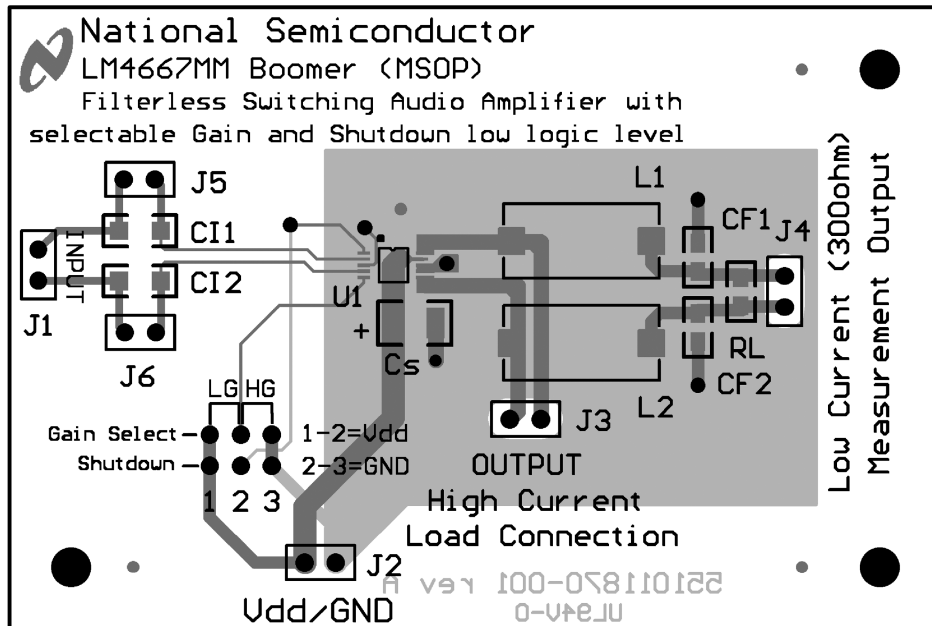 National Semiconductor
LM4667MM Boomer (MSOP)
Filterless Switching Audio Amplifier with
selectable Gain and Shutdown low logic level
J5
L1
CF1
J4
CI1
INPUT
CI2
U1
J1
+
Cs
RL
J6
CF2
L2
LG HG
J3
Gain Select
1-2=Vdd
Shutdown
2-3=GND
OUTPUT
1 2 3
High Current
Load Connection
J2
Vdd/GND
551011870-001 rev A
UL94V-0
Low Current (300ohm)
Measurement Output